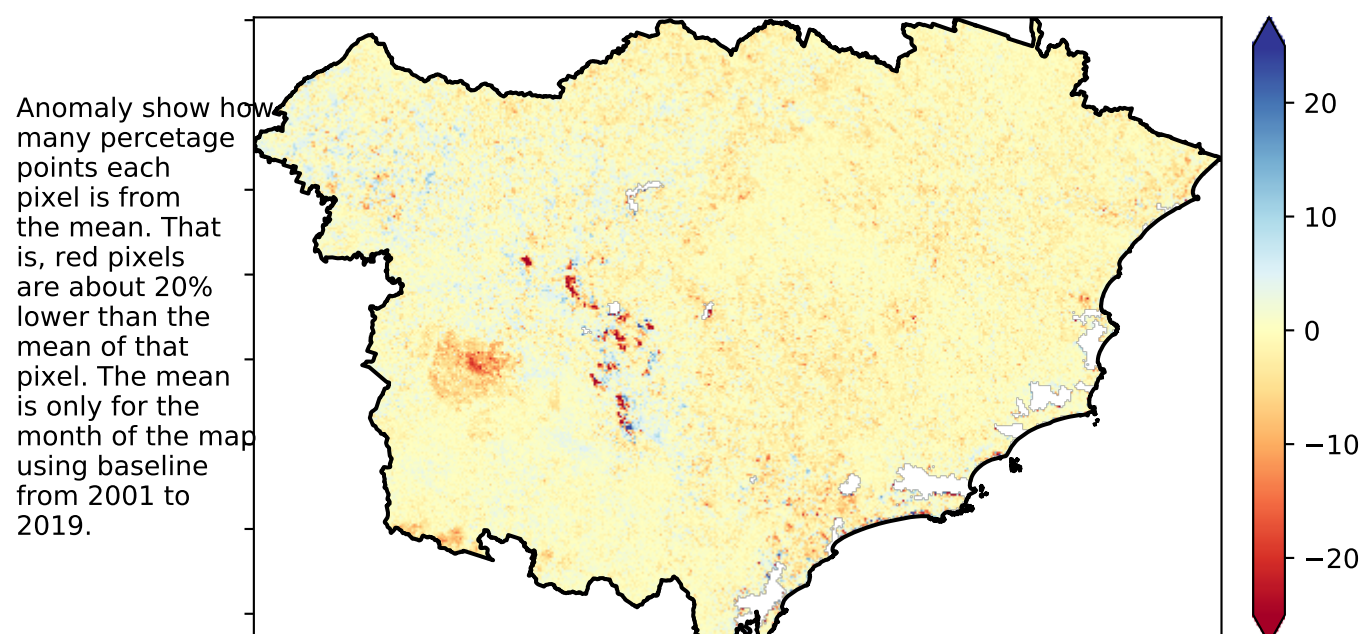 Anomaly show how
many percetage
points each
pixel is from
the mean. That
is, red pixels
are about 20%
lower than the
mean of that
pixel. The mean
is only for the
month of the map
using baseline
from 2001 to
2019.
20
10
0
−10
−20